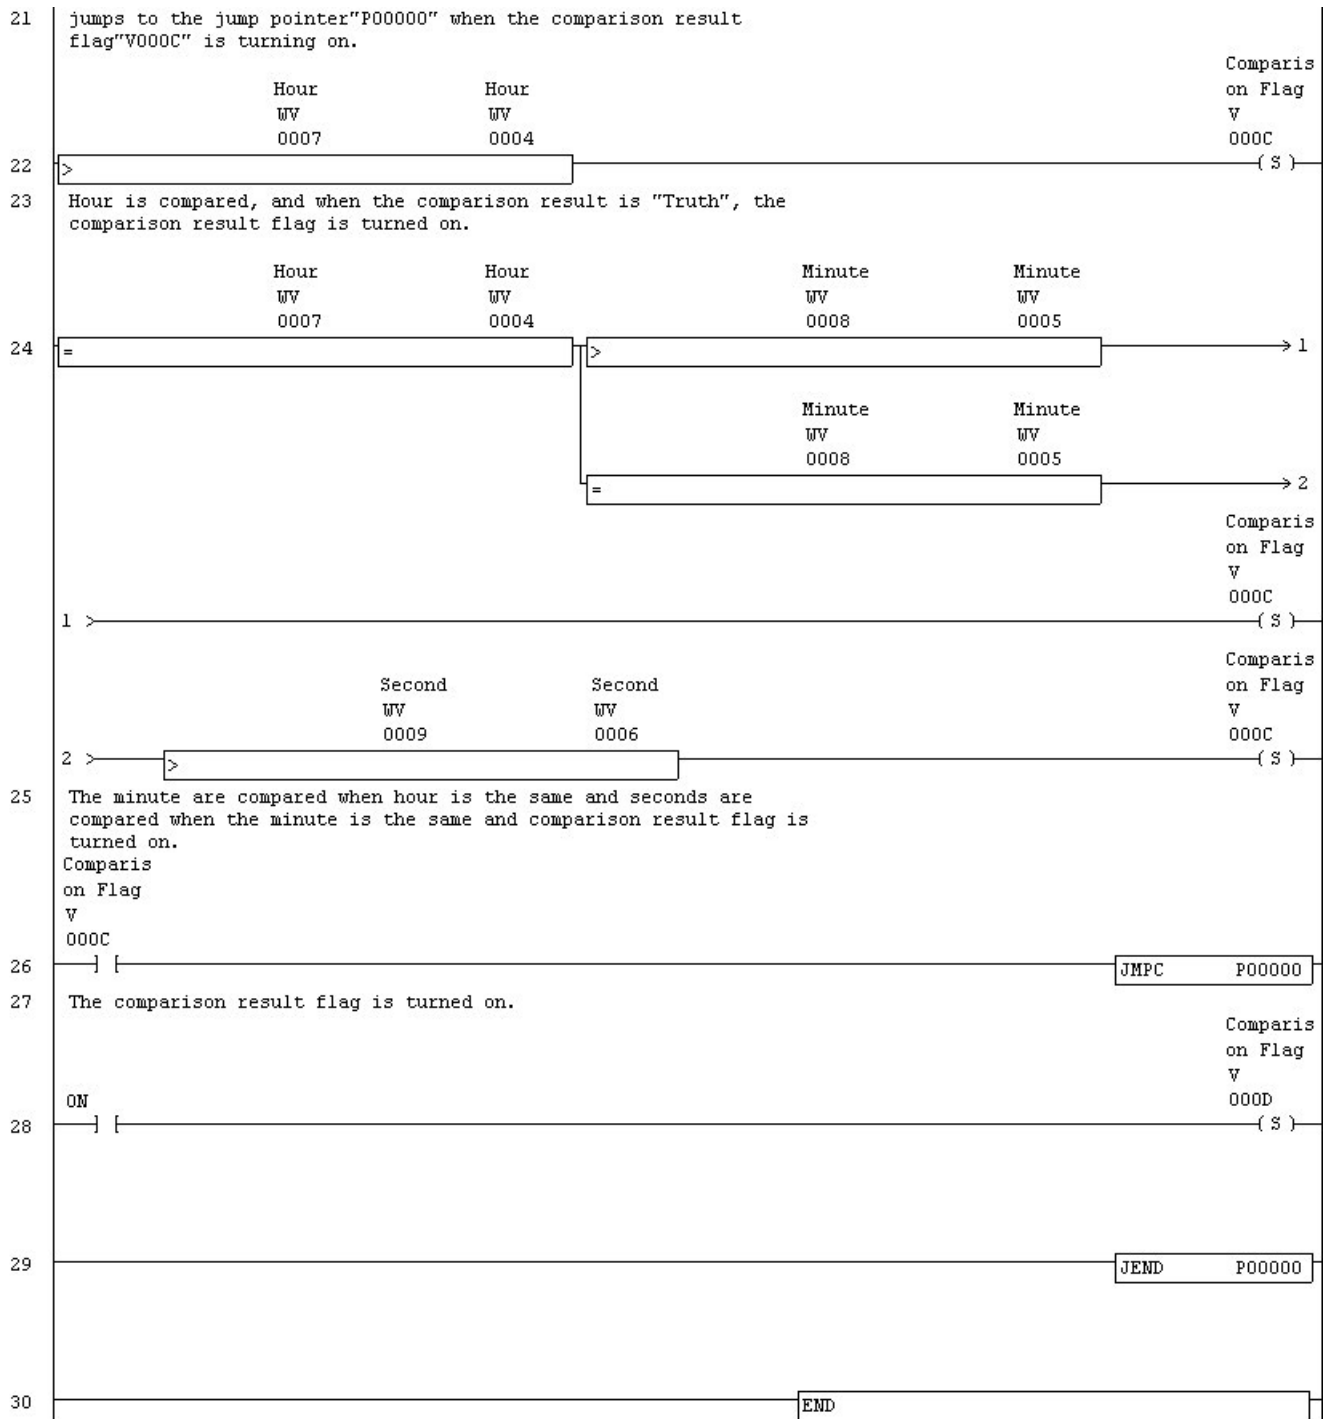 21 jumps to the jump pointer"P00000" when the comparison result
flag"V000C" is turning on.
Comparis
Hour Hour on Flag
WV WV V
0007 0004 000C
22 > ( S )
23 Hour is compared, and when the comparison result is "Truth", the
comparison result flag is turned on.
Hour Hour Minute Minute
WV WV WV WV
0007 0004 0008 0005
24 = > > 1
Minute Minute
WV WV
0008 0005
= > 2
Comparis
on Flag
V
000C
1 > ( S )
Comparis
Second Second on Flag
WV WV V
0009 0006 000C
2 > > ( S )
25 The minute are compared when hour is the same and seconds are
compared when the minute is the same and comparison result flag is
turned on.
Comparis
on Flag
V
000C
26 ] [ JMPC P00000
27 The comparison result flag is turned on.
Comparis
on Flag
V
ON 000D
28 ] [ ( S )
29 JEND P00000
30 END